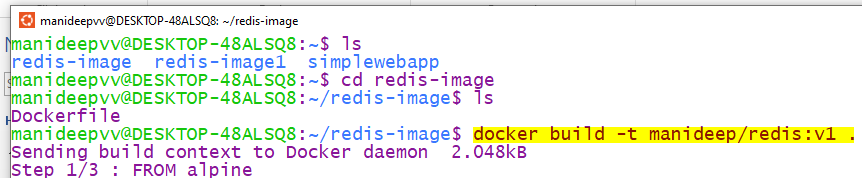 manideepvv@DESKTOP-48ALSQ8: ~/redis-image
manideepvv@DESKTOP-48ALSQ8:~$ ls
redis-image  redis-image1  simplewebapp
manideepvv@DESKTOP-48ALSQ8:~$ cd redis-image
manideepvv@DESKTOP-48ALSQ8:~/redis-image$ ls
Dockerfile
manideepvv@DESKTOP-48ALSQ8:~/redis-image$ docker build -t manideep/redis:v1 .
Sending build context to Docker daemon  2.048kB
Step 1/3 : FROM alpine